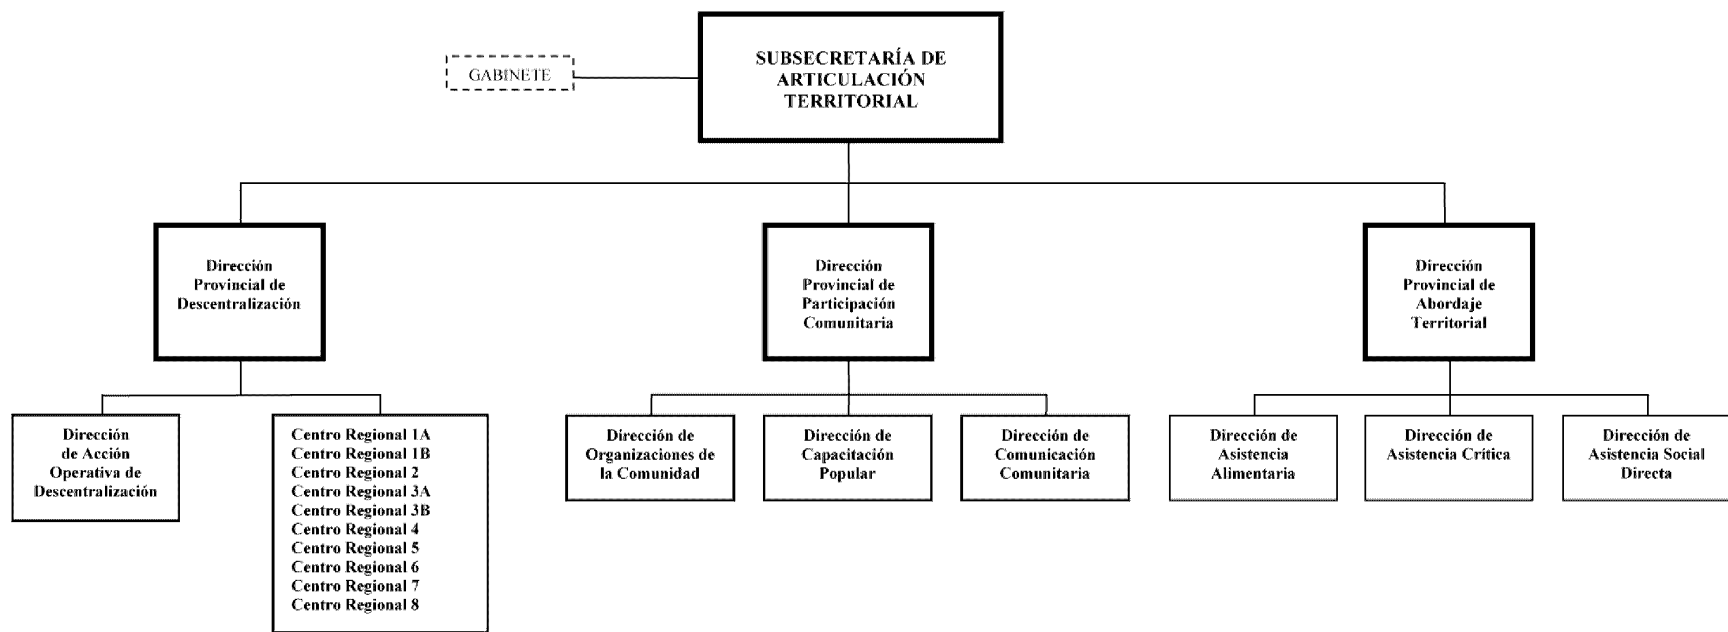 SUBSECRETARÍA DE
ARTICULACIÓN
TERRITORIAL
GABINETE
Dirección
Provincial de
Descentralización
Dirección
Provincial de
Participación
Comunitaria
Dirección
Provincial de
Abordaje
Territorial
Dirección
de Acción
Operativa de
Descentralización
Centro Regional 1A
Centro Regional 1B
Centro Regional 2
Centro Regional 3A
Centro Regional 3B
Centro Regional 4
Centro Regional 5
Centro Regional 6
Centro Regional 7
Centro Regional 8
Dirección de
Organizaciones de
la Comunidad
Dirección de
Capacitación
Popular
Dirección de
Comunicación
Comunitaria
Dirección de
Asistencia
Alimentaria
Dirección de
Asistencia Crítica
Dirección de
Asistencia Social
Directa